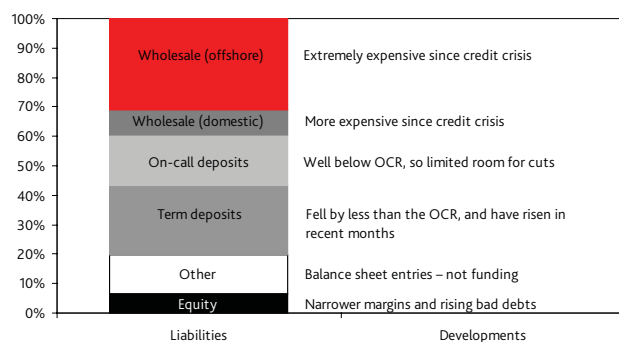 100%
90%
80%
70%
60%
50%
40%
30%
20%
10%
0%
Wholesale (offshore)
Extremely expensive since credit crisis
Wholesale (domestic)
More expensive since credit crisis
On-call deposits
Well below OCR, so limited room for cuts
Term deposits
Fell by less than the OCR, and have risen in
recent months
Other
Balance sheet entries – not funding
Equity
Narrower margins and rising bad debts
Liabilities
Developments